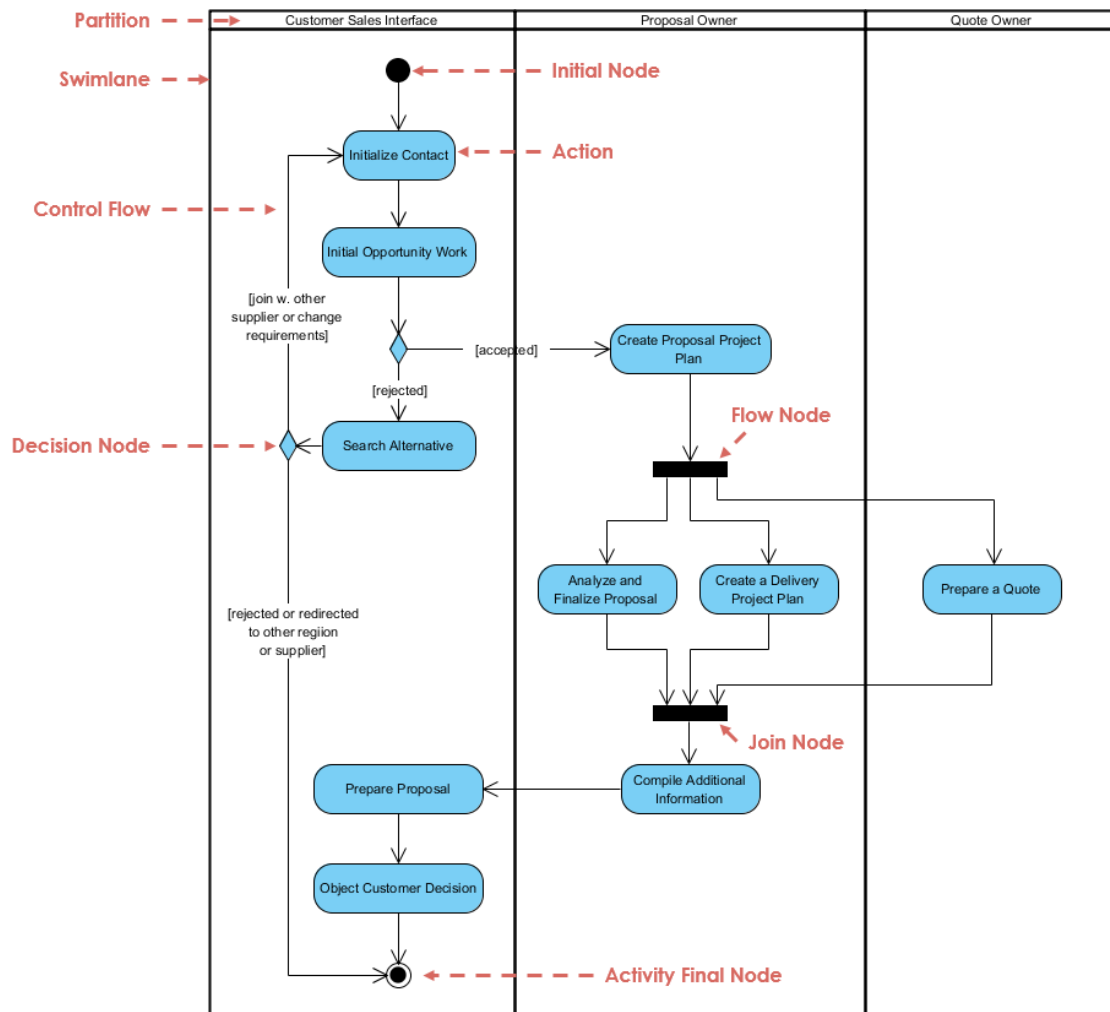 Partition
Customer Sales Interface
Proposal Owner
Quote Owner
Swimlane
Initial Node
Initialize Contact
Action
Control Flow
Initial Opportunity Work
[join w. other
supplier or change
requirements]
[accepted]
Create Proposal Project
Plan
[rejected]
Decision Node
Search Alternative
Flow Node
Analyze and
Finalize Proposal
Create a Delivery
Project Plan
Prepare a Quote
[rejected or redirected
to other regiion
or supplier]
Join Node
Prepare Proposal
Compile Additional
Information
Object Customer Decision
Activity Final Node